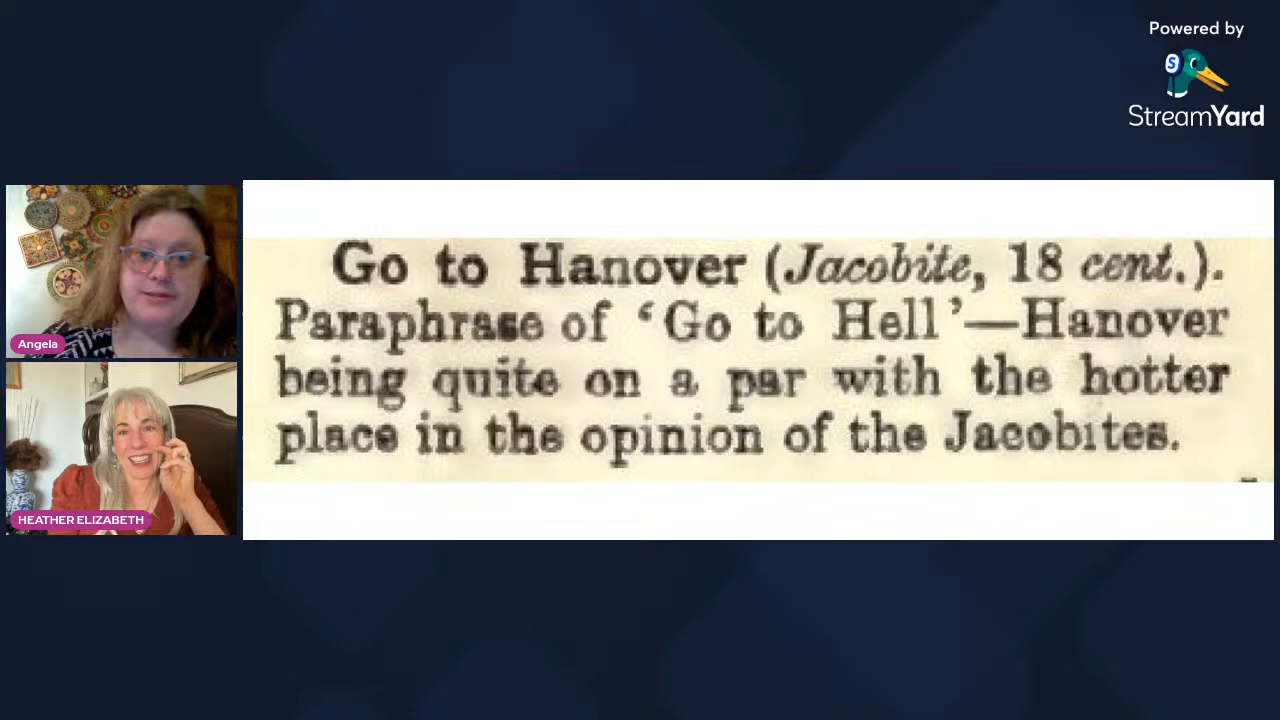 Powered by
StreamYard
Go to Hanover (Jacobite, 18 cent.).
Paraphrase of ‘Go to Hell’—Hanover
being quite on a par with the hotter
place in the opinion of the Jacobites.
Angela
HEATHER ELIZABETH